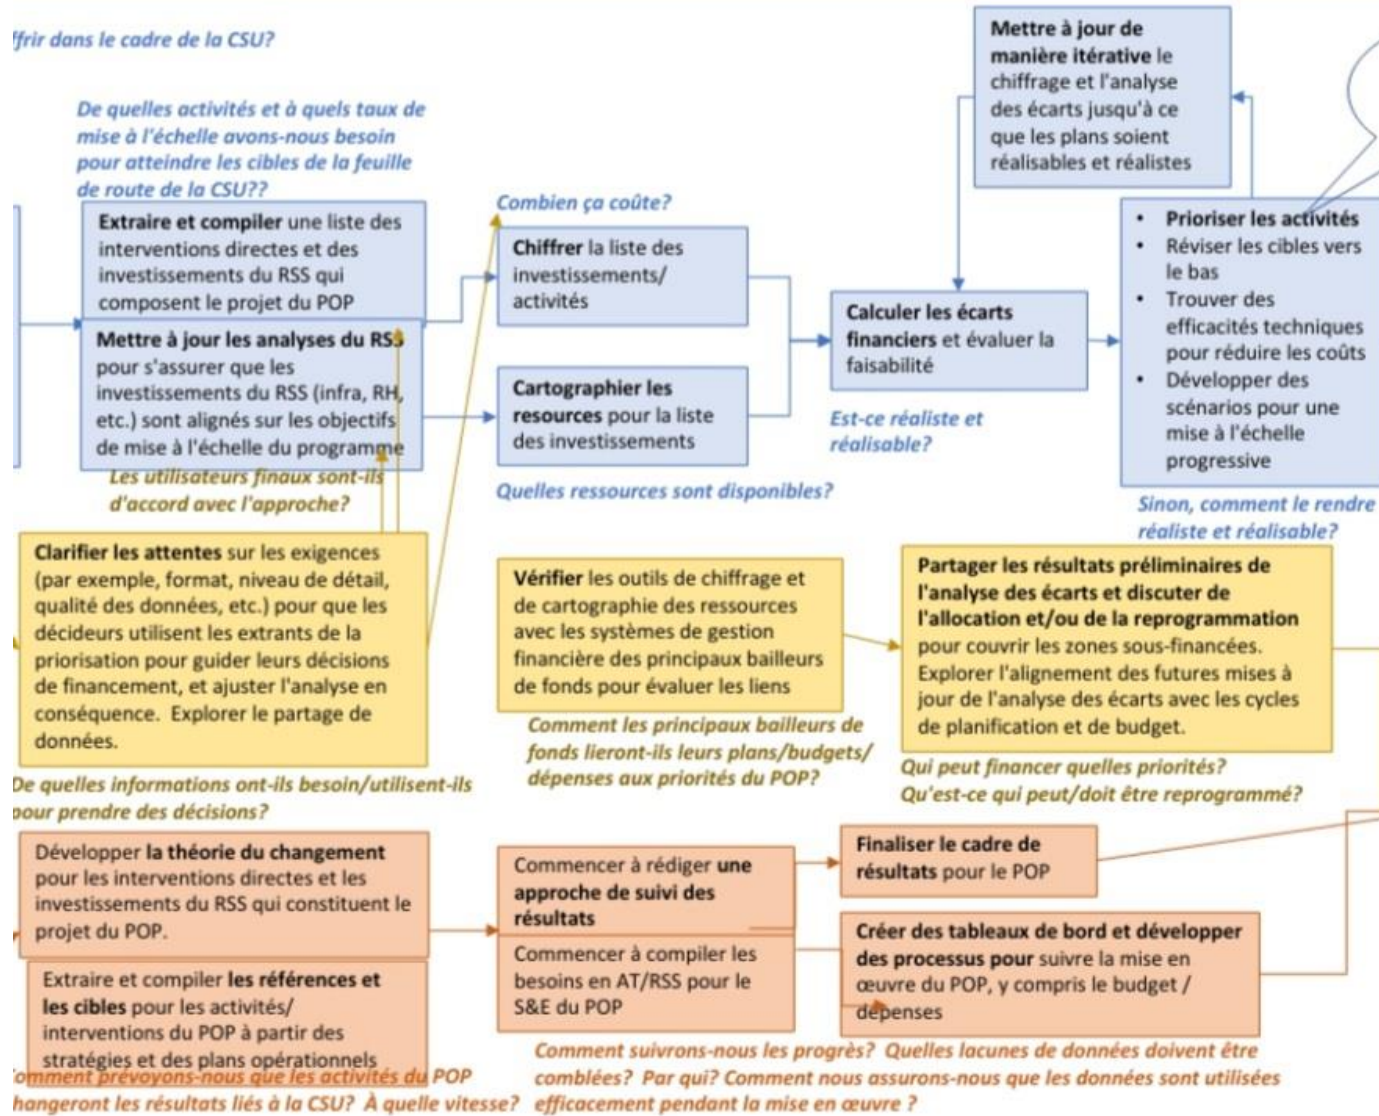 ffrir dans le cadre de la CSU?
De quelles activités et à quels taux de
mise à l'échelle avons-nous besoin
pour atteindre les cibles de la feuille
de route de la CSU??
Extraire et compiler une liste des
interventions directes et des
investissements du RSS qui
composent le projet du POP
Mettre à jour les analyses du RSS
pour s'assurer que les
investissements du RSS (infra, RH,
etc.) sont alignés sur les objectifs
de mise à l'échelle du programme
Combien ça coûte?
Chiffrer la liste des
investissements/
activités
Cartographier les
resources pour la liste
des investissements
Quelles ressources sont disponibles?
Calculer les écarts
financiers et évaluer la
faisabilité
Est-ce réaliste et
réalisable?
Mettre à jour de
manière itérative le
chiffrage et l'analyse
des écarts jusqu'à ce
que les plans soient
réalisables et réalistes
• Prioriser les activités
• Réviser les cibles vers
le bas
• Trouver des
efficacités techniques
pour réduire les coûts
• Développer des
scénarios pour une
mise à l'échelle
progressive
Sinon, comment le rendre
réaliste et réalisable?
Les utilisateurs finaux sont-ils
d'accord avec l'approche?
Clarifier les attentes sur les exigences
(par exemple, format, niveau de détail,
qualité des données, etc.) pour que les
décideurs utilisent les extrants de la
priorisation pour guider leurs décisions
de financement, et ajuster l'analyse en
conséquence. Explorer le partage de
données.
De quelles informations ont-ils besoin/utilisent-ils
pour prendre des décisions?
Vérifier les outils de chiffrage et
de cartographie des ressources
avec les systèmes de gestion
financière des principaux bailleurs
de fonds pour évaluer les liens
Comment les principaux bailleurs de
fonds lieront-ils leurs plans/budgets/
dépenses aux priorités du POP?
Partager les résultats préliminaires de
l'analyse des écarts et discuter de
l'allocation et/ou de la reprogrammation
pour couvrir les zones sous-financées.
Explorer l'alignement des futures mises à
jour de l'analyse des écarts avec les cycles
de planification et de budget.
Qui peut financer quelles priorités?
Qu'est-ce qui peut/doit être reprogrammé?
Développer la théorie du changement
pour les interventions directes et les
investissements du RSS qui constituent le
projet du POP.
Extraire et compiler les références et
les cibles pour les activités/
interventions du POP à partir des
stratégies et des plans opérationnels
omment prévoyons-nous que les activités du POP
hangeront les résultats liés à la CSU? À quelle vitesse?
Commencer à rédiger une
approche de suivi des
résultats
Commencer à compiler les
besoins en AT/RSS pour le
S&E du POP
Finaliser le cadre de
résultats pour le POP
Créer des tableaux de bord et développer
des processus pour suivre la mise en
œuvre du POP, y compris le budget /
dépenses
Comment suivrons-nous les progrès? Quelles lacunes de données doivent être
comblées? Par qui? Comment nous assurons-nous que les données sont utilisées
efficacement pendant la mise en œuvre ?